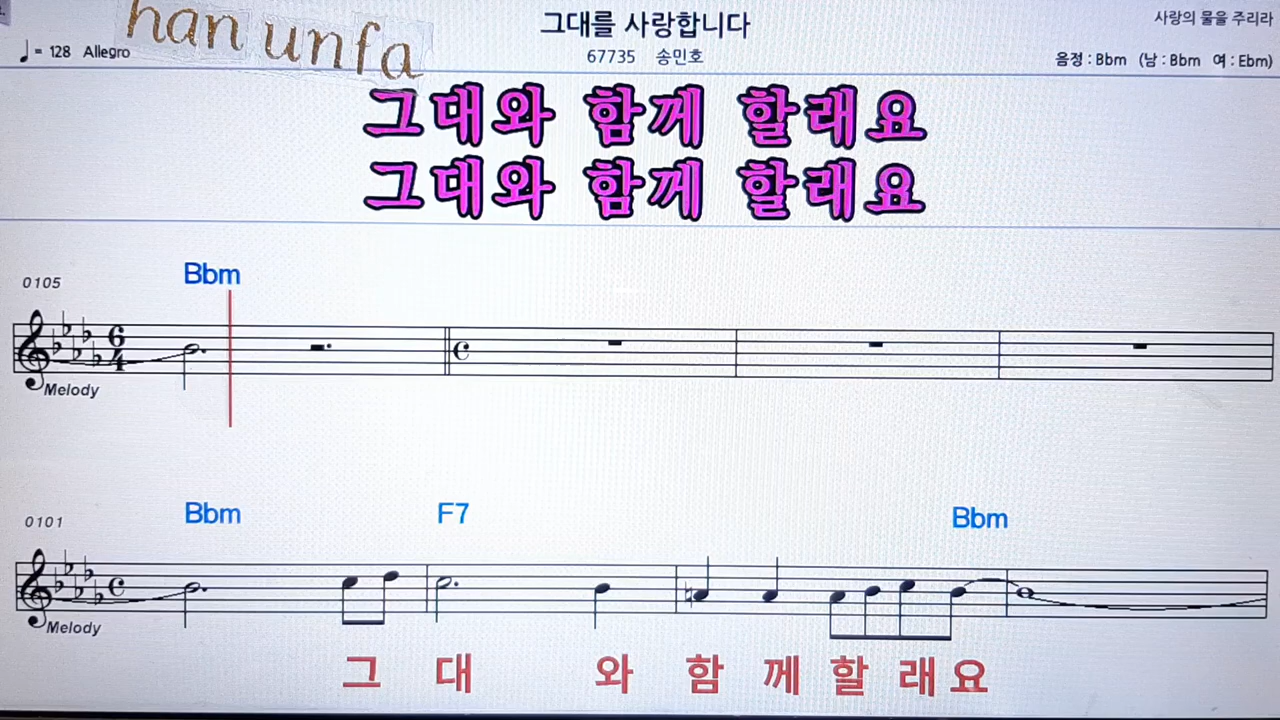 han unfa
그대를 사랑합니다
사랑의 물을 주리라
♩ = 128 Allegro
67735 송민호
음정 : Bbm (남 : Bbm 여 : Ebm)
그대와 함께 할래요
그대와 함께 할래요
0105
Bbm
6
4
Melody
Bbm F7 Bbm
0101
Melody
그 대 와 함 께 할 래 요